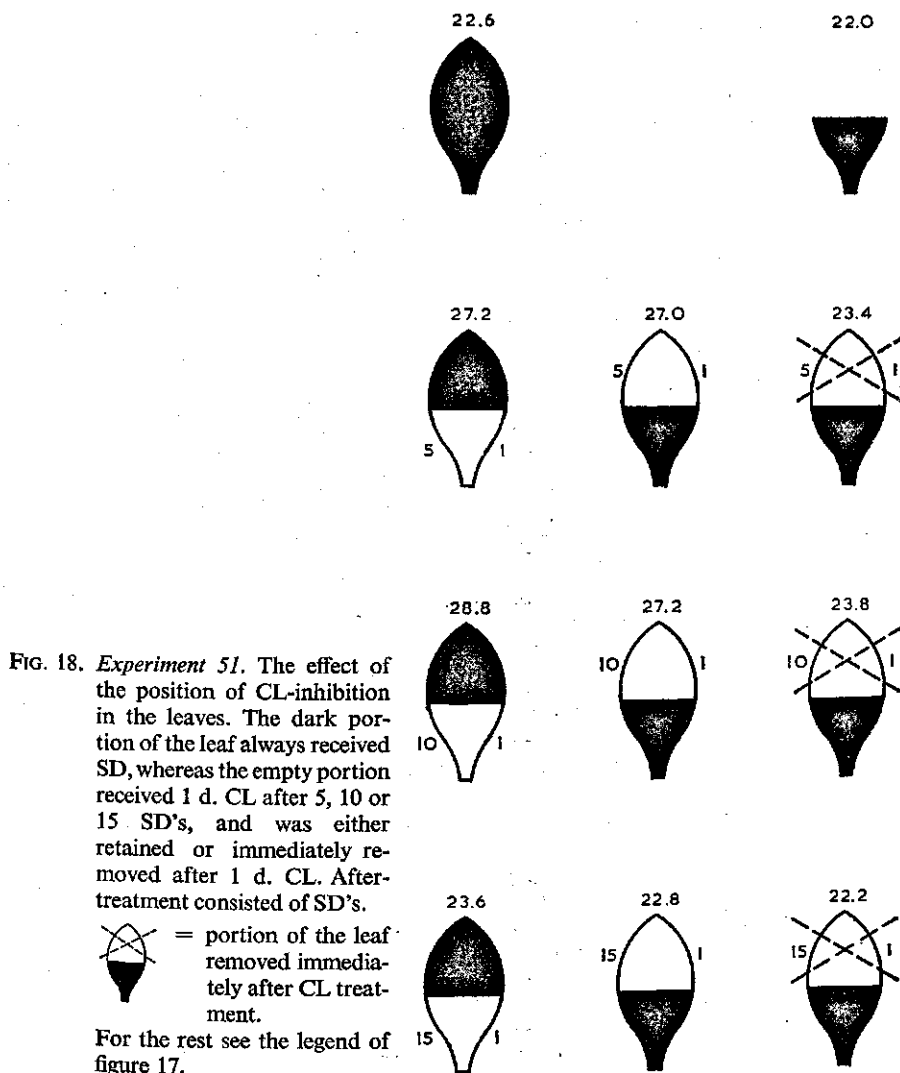 22.6
22.0
27.2
27.0
23.4
5 1
5 1
5 1
28.8
27.2
23.8
10 1
10 1
10 1
FIG. 18. Experiment 51. The effect of
the position of CL-inhibition
in the leaves. The dark por-
tion of the leaf always received
SD, whereas the empty portion
received 1 d. CL after 5, 10 or
15 SD's, and was either
retained or immediately re-
moved after 1 d. CL. After-
treatment consisted of SD's.
= portion of the leaf
removed immedia-
tely after CL treat-
ment.
For the rest see the legend of
figure 17.
23.6
22.8
22.2
15 1
15 1
15 1